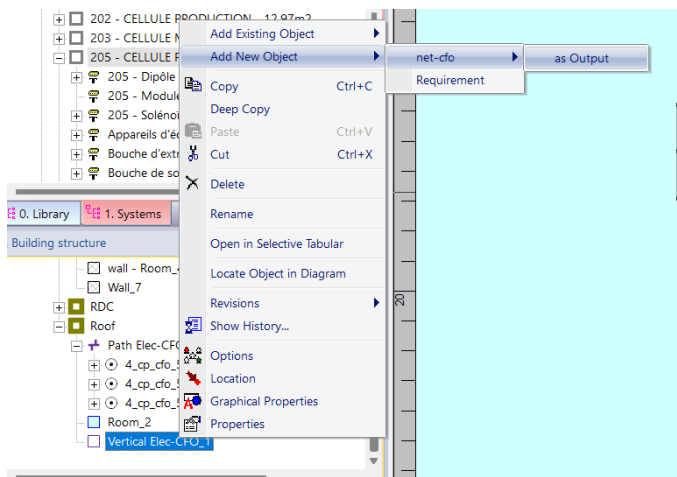 202 - CELLULE PRODUCTION 12.97m2
203 - CELLULE
205 - CELLULE
205 - Dipôle
205 - Module
205 - Solénoï
Appareils d'é
Bouche d'extr
Bouche de so
0. Library 1. Systems
Building structure
wall - Room_
Wall_7
RDC
Roof
Path Elec-CFO
4_cp_cfo_
4_cp_cfo_
4_cp_cfo_
Room_2
Vertical Elec-CFO_1
Add Existing Object
Add New Object
Copy Ctrl+C
Deep Copy
Paste Ctrl+V
Cut Ctrl+X
Delete
Rename
Open in Selective Tabular
Locate Object in Diagram
Revisions
Show History...
Options
Location
Graphical Properties
Properties
net-cfo
Requirement
as Output
20